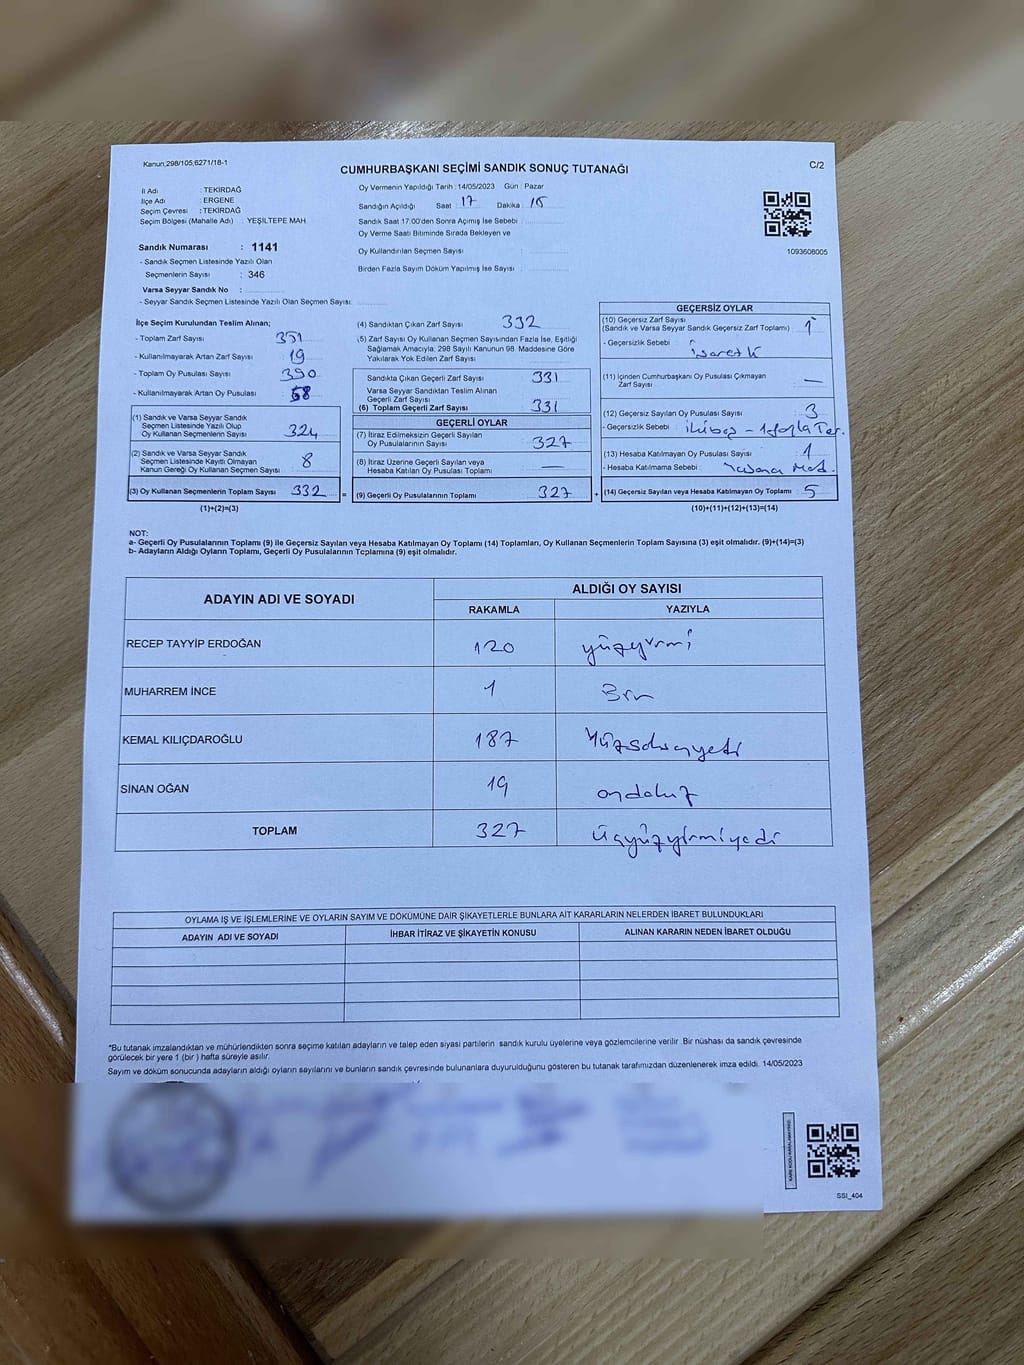 Kanun;298/105;6271/18-1
CUMHURBAŞKANI SEÇİMİ SANDIK SONUÇ TUTANAĞI
C/2
İl Adı : TEKİRDAĞ
İlçe Adı : ERGENE
Seçim Çevresi : TEKİRDAĞ
Seçim Bölgesi (Mahalle Adı) : YEŞİLTEPE MAH
Oy Vermenin Yapıldığı Tarih : 14/05/2023 Gün : Pazar
Sandığın Açıldığı Saat 17 Dakika : 15
Sandık Saat 17:00'den Sonra Açımış İse Sebebi :
Oy Verme Saati Bitiminde Sırada Bekleyen ve
Oy Kullandırılan Seçmen Sayısı
Birden Fazla Sayım Döküm Yapılmış İse Sayısı :
1093608005
Sandık Numarası : 1141
- Sandık Seçmen Listesinde Yazılı Olan
Seçmenlerin Sayısı : 346
Varsa Seyyar Sandık No :
- Seyyar Sandık Seçmen Listesinde Yazılı Olan Seçmen Sayısı:
İlçe Seçim Kurulundan Teslim Alınan;
- Toplam Zarf Sayısı : 351
- Kullanılmayarak Artan Zarf Sayısı : 19
- Toplam Oy Pusulası Sayısı : 390
- Kullanılmayarak Artan Oy Pusulası : 58
(1) Sandık ve Varsa Seyyar Sandık
Seçmen Listesinde Yazılı Olup
Oy Kullanan Seçmenlerin Sayısı 324
(2) Sandık ve Varsa Seyyar Sandık
Seçmen Listesinde Kayıtlı Olmayan
Kanun Gereği Oy Kullanan Seçmen Sayısı 8
(3) Oy Kullanan Seçmenlerin Toplam Sayısı 332 =
(1)+(2)=(3)
(4) Sandıktan Çıkan Zarf Sayısı : 332
(5) Zarf Sayısı Oy Kullanan Seçmen Sayısından Fazla İse, Eşitliği
Sağlamak Amacıyla; 298 Sayılı Kanunun 98. Maddesine Göre
Yakılarak Yok Edilen Zarf Sayısı
Sandıkta Çıkan Geçerli Zarf Sayısı 331
Varsa Seyyar Sandıktan Teslim Alınan
Geçerli Zarf Sayısı
(6) Toplam Geçerli Zarf Sayısı 331
GEÇERLİ OYLAR
(7) İtiraz Edilmeksizin Geçerli Sayılan
Oy Pusulalarının Sayısı 327
(8) İtiraz Üzerine Geçerli Sayılan veya
Hesaba Katılan Oy Pusulası Toplamı —
(9) Geçerli Oy Pusulalarının Toplamı 327 +
GEÇERSİZ OYLAR
(10) Geçersiz Zarf Sayısı
(Sandık ve Varsa Seyyar Sandık Geçersiz Zarf Toplamı) : 1
- Geçersizlik Sebebi : işaretli
(11) İçinden Cumhurbaşkanı Oy Pusulası Çıkmayan
Zarf Sayısı : —
(12) Geçersiz Sayılan Oy Pusulası Sayısı : 3
- Geçersizlik Sebebi : ikiboş - 1 fazla Ter.
(13) Hesaba Katılmayan Oy Pusulası Sayısı : 1
- Hesaba Katılmama Sebebi :
(14) Geçersiz Sayılan veya Hesaba Katılmayan Oy Toplamı : 5
(10)+(11)+(12)+(13)=(14)
NOT:
a- Geçerli Oy Pusulalarının Toplamı (9) ile Geçersiz Sayılan veya Hesaba Katılmayan Oy Toplamı (14) Toplamları, Oy Kullanan Seçmenlerin Toplam Sayısına (3) eşit olmalıdır. (9)+(14)=(3)
b- Adayların Aldığı Oyların Toplamı, Geçerli Oy Pusulalarının Toplamına (9) eşit olmalıdır.
ADAYIN ADI VE SOYADI
ALDIĞI OY SAYISI
RAKAMLA YAZIYLA
RECEP TAYYİP ERDOĞAN 120 yüzyirmi
MUHARREM İNCE 1 Bir
KEMAL KILIÇDAROĞLU 187 Yüzseksenyedi
SİNAN OĞAN 19 ondokuz
TOPLAM 327 üçyüzyirmiyedi
OYLAMA İŞ VE İŞLEMLERİNE VE OYLARIN SAYIM VE DÖKÜMÜNE DAİR ŞİKAYETLERLE BUNLARA AİT KARARLARIN NELERDEN İBARET BULUNDUKLARI
ADAYIN ADI VE SOYADI İHBAR İTİRAZ VE ŞİKAYETİN KONUSU ALINAN KARARIN NEDEN İBARET OLDUĞU
*Bu tutanak imzalandıktan ve mühürlendikten sonra seçime katılan adayların ve talep eden siyasi partilerin sandık kurulu üyelerine veya gözlemcilerine verilir. Bir nüshası da sandık çevresinde
görülecek bir yere 1 (bir ) hafta süreyle asılır.
Sayım ve döküm sonucunda adayların aldığı oyların sayılarını ve bunların sandık çevresinde bulunanlara duyurulduğunu gösteren bu tutanak tarafımızdan düzenlenerek imza edildi. 14/05/2023
SSI_404